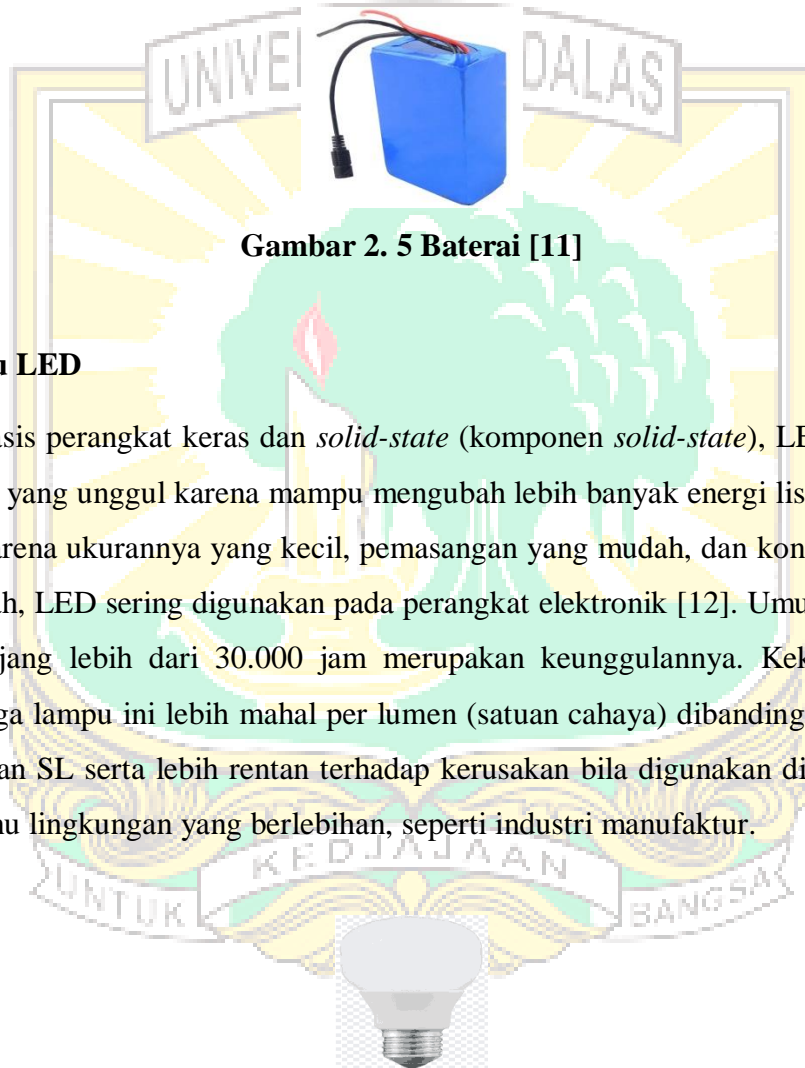 UNIVE DALAS
Gambar 2. 5 Baterai [11]
u LED
asis perangkat keras dan solid-state (komponen solid-state), LE
yang unggul karena mampu mengubah lebih banyak energi lis
arena ukurannya yang kecil, pemasangan yang mudah, dan kon
ah, LED sering digunakan pada perangkat elektronik [12]. Umu
jang lebih dari 30.000 jam merupakan keunggulannya. Kek
ga lampu ini lebih mahal per lumen (satuan cahaya) dibanding
an SL serta lebih rentan terhadap kerusakan bila digunakan di
nu lingkungan yang berlebihan, seperti industri manufaktur.
UNTUK KEDJAJAAN BANGSA